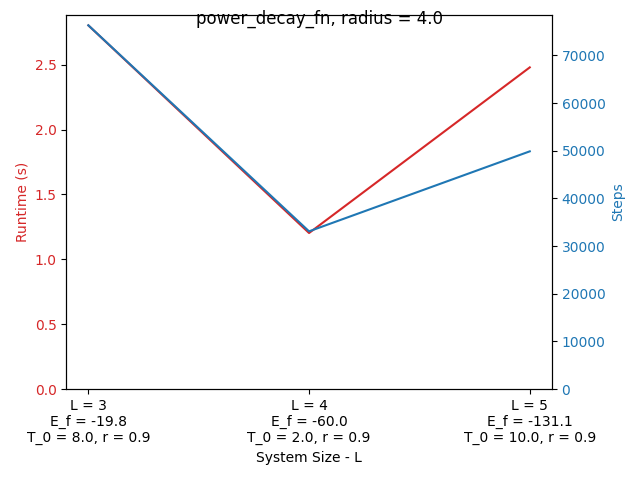 power_decay_fn, radius = 4.0
Runtime (s)
2.5
2.0
1.5
1.0
0.5
0.0
70000
60000
50000
40000
30000
20000
10000
0
Steps
L = 3
E_f = -19.8
T_0 = 8.0, r = 0.9
L = 4
E_f = -60.0
T_0 = 2.0, r = 0.9
L = 5
E_f = -131.1
T_0 = 10.0, r = 0.9
System Size - L